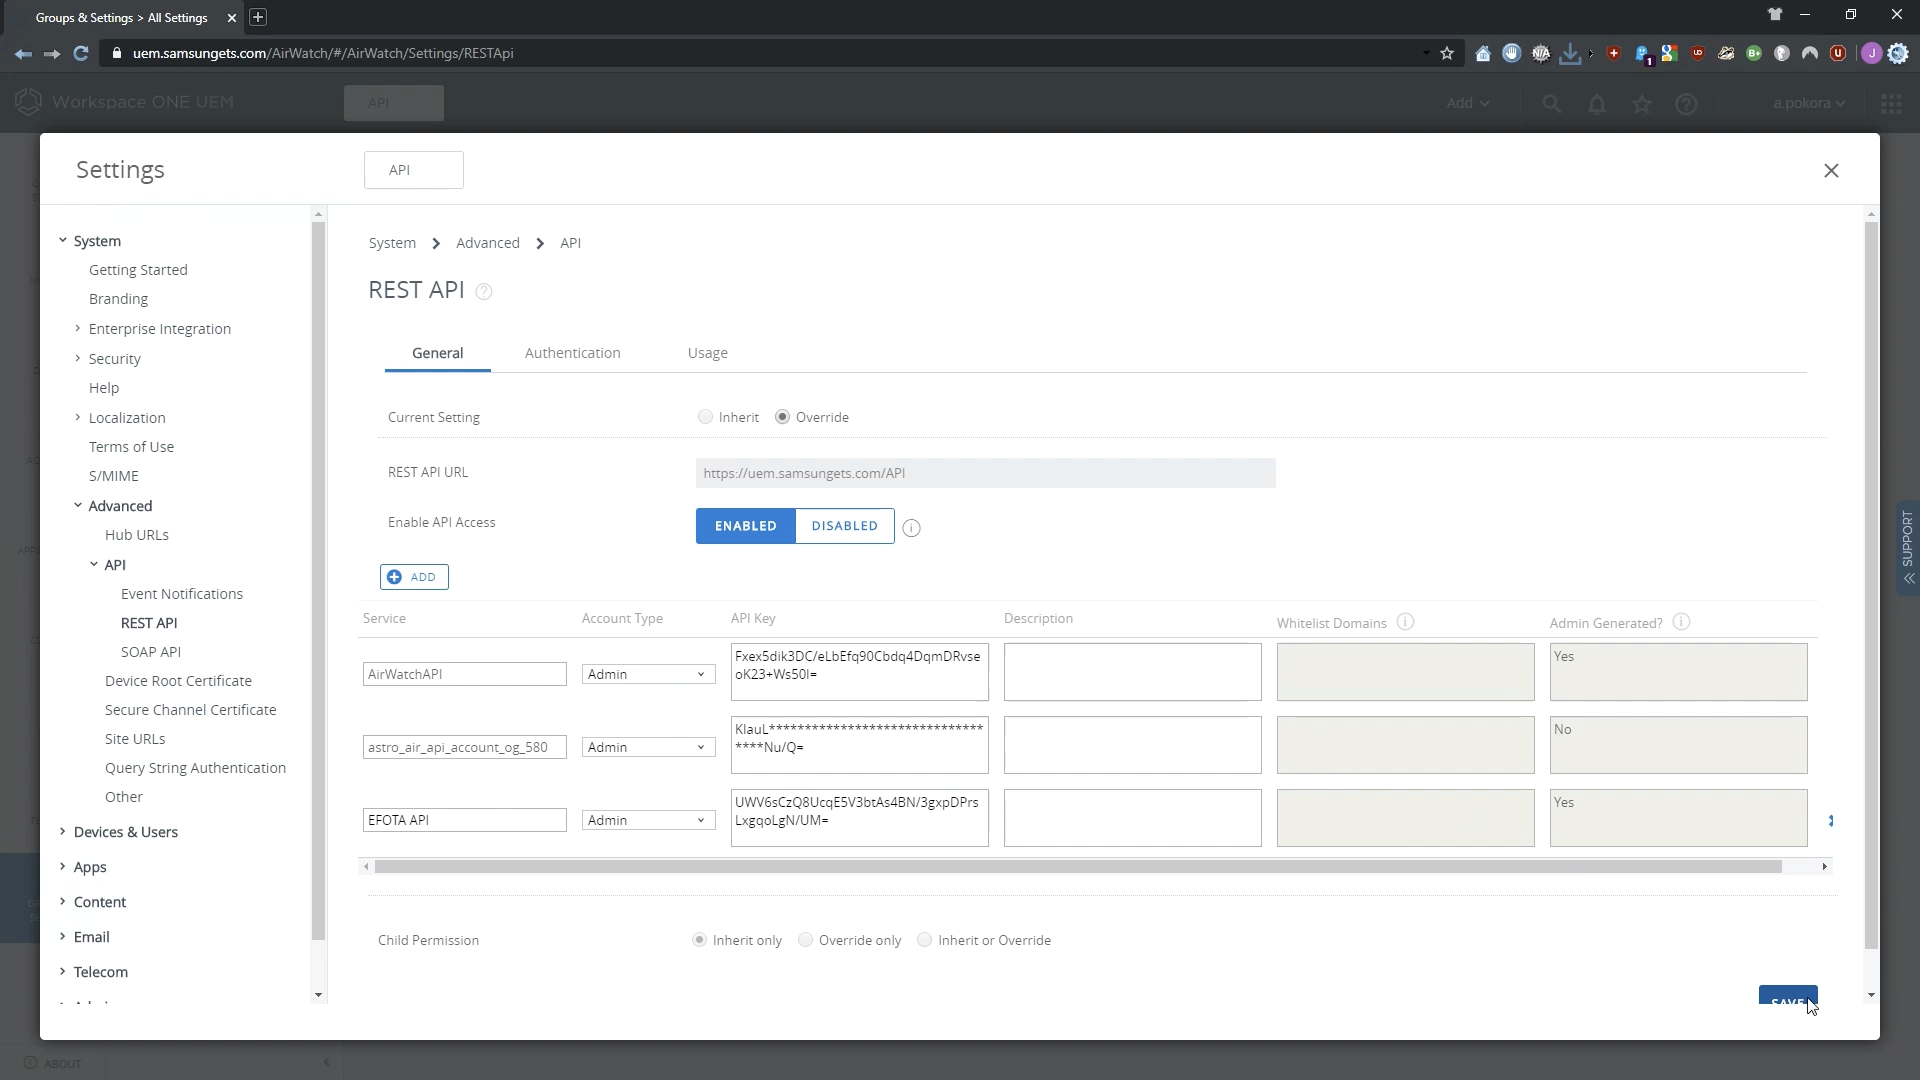 Groups & Settings > All Settings
uem.samsungets.com/AirWatch/#/AirWatch/Settings/RESTApi
Workspace ONE UEM
API
Add
a.pokora
Settings
API
System
Getting Started
Branding
Enterprise Integration
Security
Help
Localization
Terms of Use
S/MIME
Advanced
Hub URLs
API
Event Notifications
REST API
SOAP API
Device Root Certificate
Secure Channel Certificate
Site URLs
Query String Authentication
Other
Devices & Users
Apps
Content
Email
Telecom
System > Advanced > API
REST API
General Authentication Usage
Current Setting Inherit Override
REST API URL https://uem.samsungets.com/API
Enable API Access ENABLED DISABLED
ADD
Service Account Type API Key Description Whitelist Domains Admin Generated?
AirWatchAPI Admin Fxex5dik3DC/eLbEfq90Cbdq4DqmDRvse Yes
oK23+Ws50I=
astro_air_api_account_og_580 Admin KlauL****************************** No
****Nu/Q=
EFOTA API Admin UWV6sCzQ8UcqE5V3btAs4BN/3gxpDPrs Yes
LxgqoLgN/UM=
Child Permission Inherit only Override only Inherit or Override
SAVE
SUPPORT
ABOUT